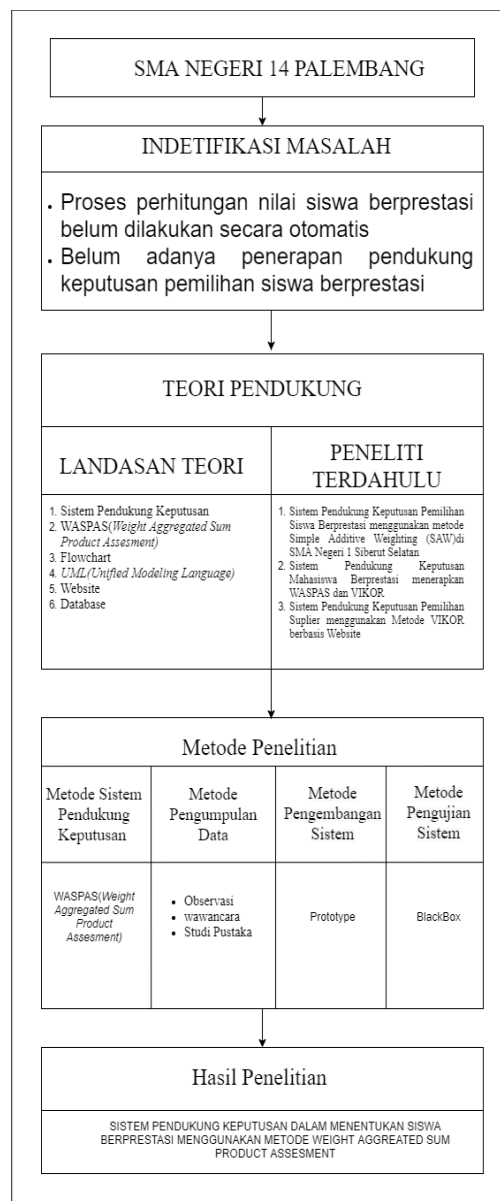 SMA NEGERI 14 PALEMBANG
INDETIFIKASI MASALAH
• Proses perhitungan nilai siswa berprestasi
belum dilakukan secara otomatis
• Belum adanya penerapan pendukung
keputusan pemilihan siswa berprestasi
TEORI PENDUKUNG
LANDASAN TEORI
1. Sistem Pendukung Keputusan
2. WASPAS(Weight Aggregated Sum
Product Assesment)
3. Flowchart
4. UML(Unified Modeling Language)
5. Website
6. Database
PENELITI
TERDAHULU
1. Sistem Pendukung Keputusan Pemilihan
Siswa Berprestasi menggunakan metode
Simple Additive Weighting (SAW)di
SMA Negeri 1 Siberut Selatan
2. Sistem Pendukung Keputusan
Mahasiswa Berprestasi menerapkan
WASPAS dan VIKOR
3. Sistem Pendukung Keputusan Pemilihan
Suplier menggunakan Metode VIKOR
berbasis Website
Metode Penelitian
Metode Sistem
Pendukung
Keputusan
WASPAS(Weight
Aggregated Sum
Product
Assesment)
Metode
Pengumpulan
Data
• Observasi
• wawancara
• Studi Pustaka
Metode
Pengembangan
Sistem
Prototype
Metode
Pengujian
Sistem
BlackBox
Hasil Penelitian
SISTEM PENDUKUNG KEPUTUSAN DALAM MENENTUKAN SISWA
BERPRESTASI MENGGUNAKAN METODE WEIGHT AGGREATED SUM
PRODUCT ASSESMENT